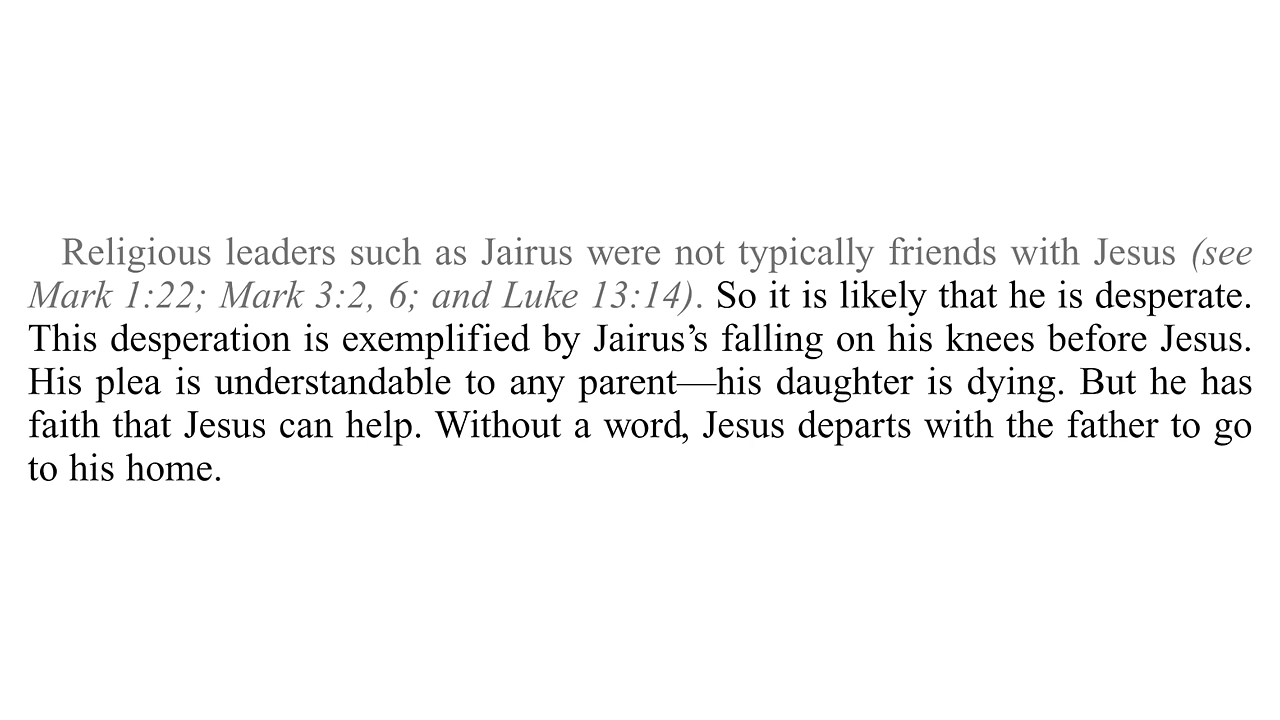 Religious leaders such as Jairus were not typically friends with Jesus (see
Mark 1:22; Mark 3:2, 6; and Luke 13:14). So it is likely that he is desperate.
This desperation is exemplified by Jairus’s falling on his knees before Jesus.
His plea is understandable to any parent—his daughter is dying. But he has
faith that Jesus can help. Without a word, Jesus departs with the father to go
to his home.